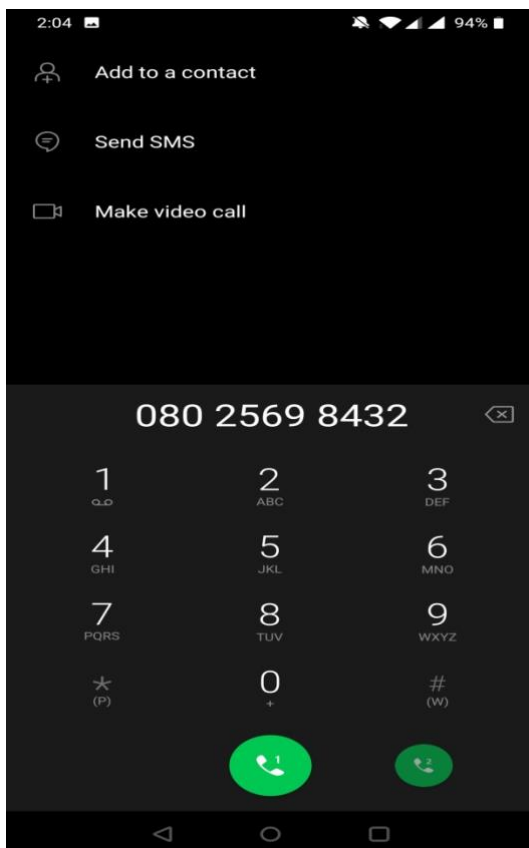 2:04 94%
Add to a contact
Send SMS
Make video call
080 2569 8432
1 2 3
ABC DEF
4 5 6
GHI JKL MNO
7 8 9
PQRS TUV WXYZ
* 0 #
(P) + (W)
1 2